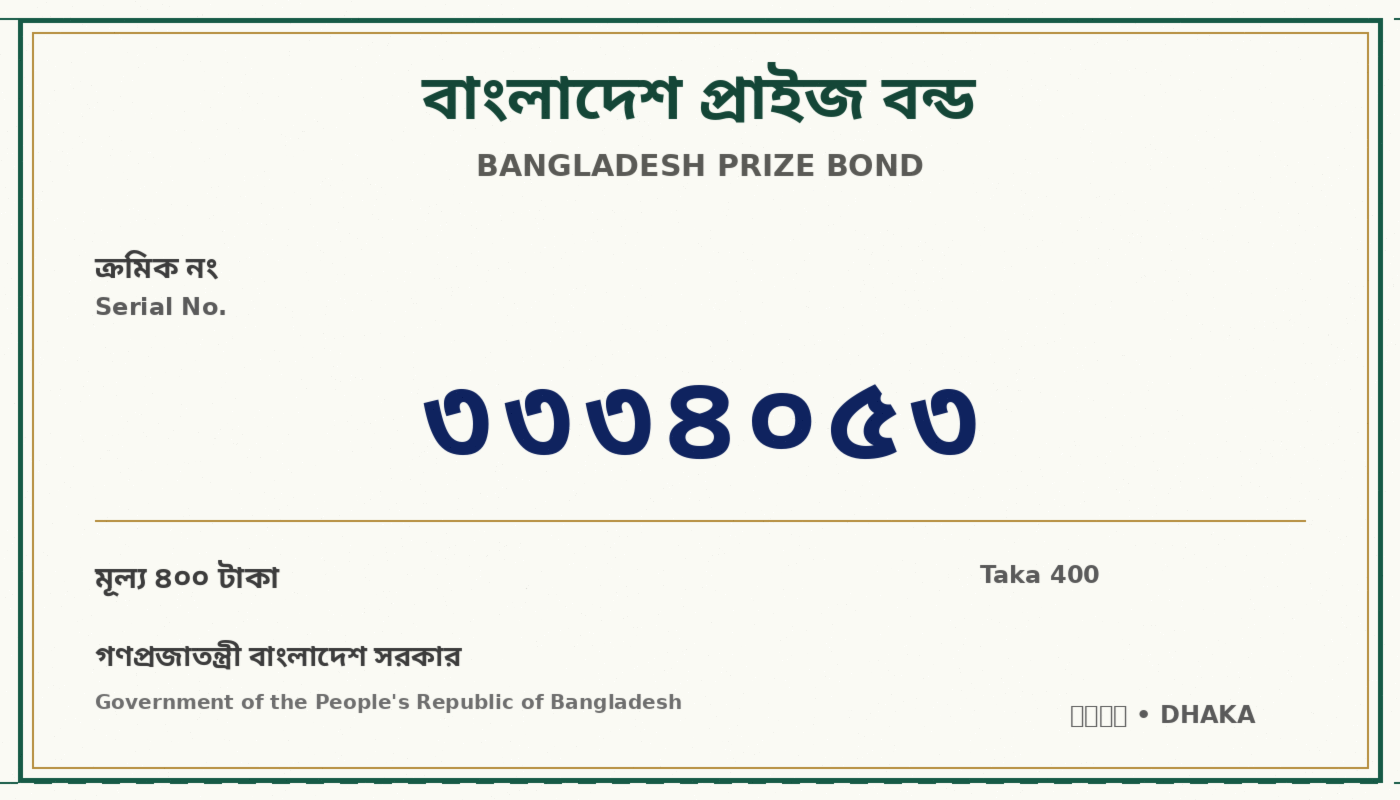 বাংলাদেশ প্রাইজ বন্ড
BANGLADESH PRIZE BOND
ক্রমিক নং
Serial No.
৩৩৩৪০৫৩
মূল্য ৪০০ টাকা
Taka 400
গণপ্রজাতন্ত্রী বাংলাদেশ সরকার
Government of the People's Republic of Bangladesh
• DHAKA